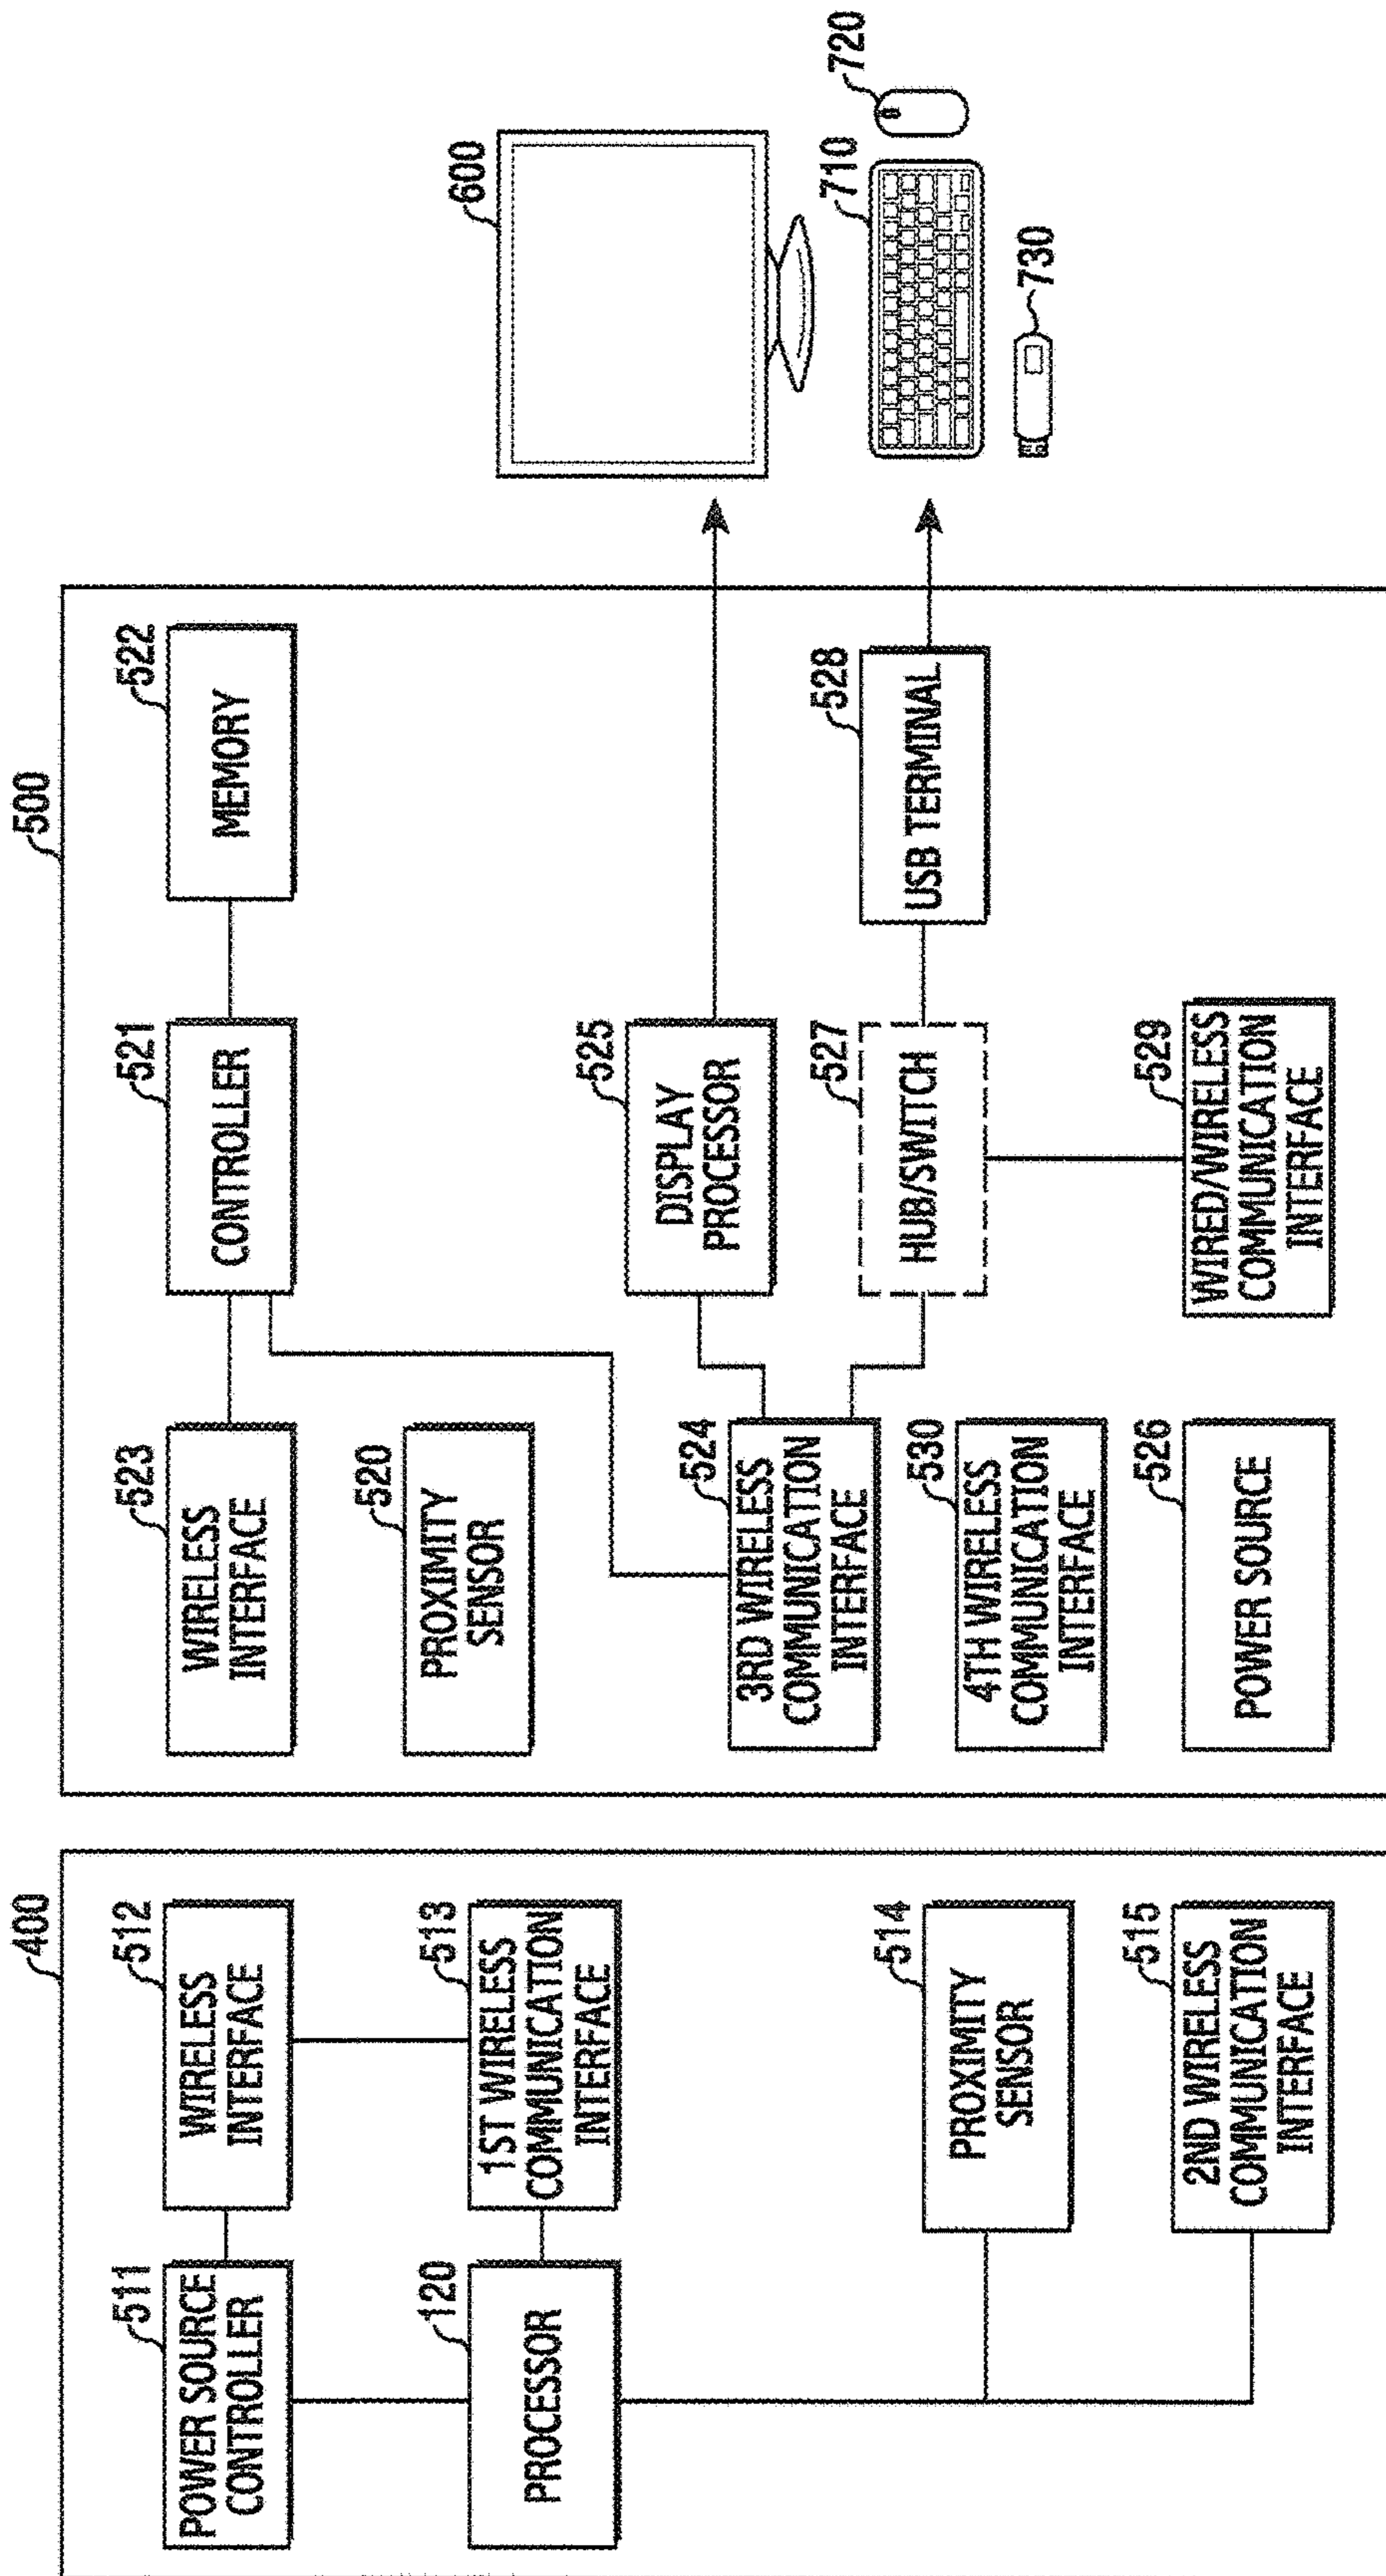 400
511
POWER SOURCE
CONTROLLER
512
WIRELESS
INTERFACE
120
PROCESSOR
513
1ST WIRELESS
COMMUNICATION
INTERFACE
514
PROXIMITY
SENSOR
515
2ND WIRELESS
COMMUNICATION
INTERFACE
500
523
WIRELESS
INTERFACE
521
CONTROLLER
522
MEMORY
520
PROXIMITY
SENSOR
524
3RD WIRELESS
COMMUNICATION
INTERFACE
525
DISPLAY
PROCESSOR
527
HUB/SWITCH
528
USB TERMINAL
530
4TH WIRELESS
COMMUNICATION
INTERFACE
526
POWER SOURCE
529
WIRED/WIRELESS
COMMUNICATION
INTERFACE
600
710
720
730